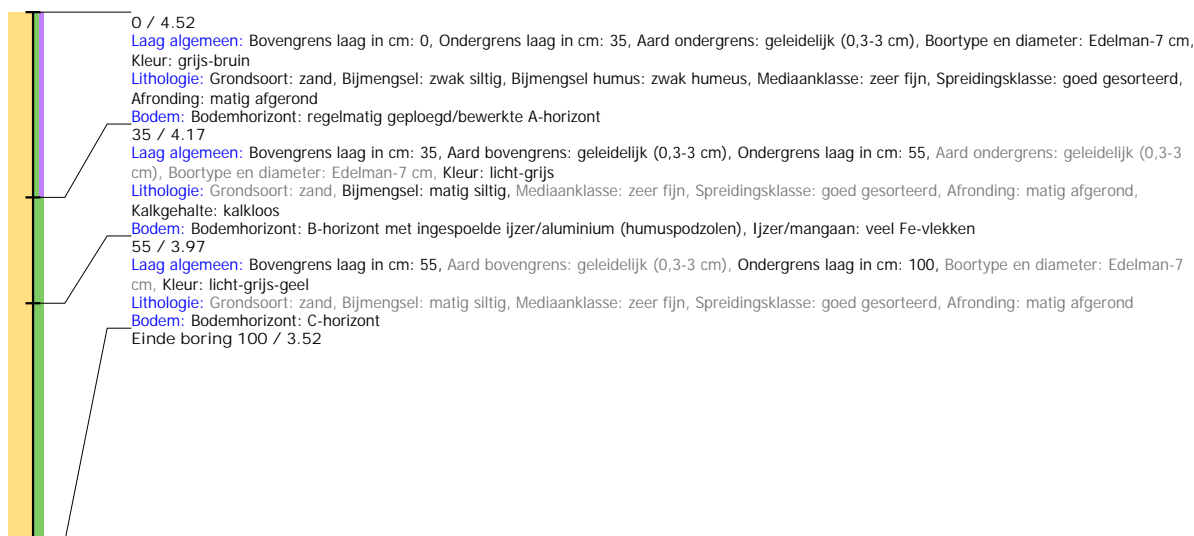 0 / 4.52
Laag algemeen: Bovengrens laag in cm: 0, Ondergrens laag in cm: 35, Aard ondergrens: geleidelijk (0,3-3 cm), Boortype en diameter: Edelman-7 cm,
Kleur: grijs-bruin
Lithologie: Grondsoort: zand, Bijmengsel: zwak siltig, Bijmengsel humus: zwak humeus, Mediaanklasse: zeer fijn, Spreidingsklasse: goed gesorteerd,
Afronding: matig afgerond
Bodem: Bodemhorizont: regelmatig geploegd/bewerkte A-horizont
35 / 4.17
Laag algemeen: Bovengrens laag in cm: 35, Aard bovengrens: geleidelijk (0,3-3 cm), Ondergrens laag in cm: 55, Aard ondergrens: geleidelijk (0,3-3
cm), Boortype en diameter: Edelman-7 cm, Kleur: licht-grijs
Lithologie: Grondsoort: zand, Bijmengsel: matig siltig, Mediaanklasse: zeer fijn, Spreidingsklasse: goed gesorteerd, Afronding: matig afgerond,
Kalkgehalte: kalkloos
Bodem: Bodemhorizont: B-horizont met ingespoelde ijzer/aluminium (humuspodzolen), Ijzer/mangaan: veel Fe-vlekken
55 / 3.97
Laag algemeen: Bovengrens laag in cm: 55, Aard bovengrens: geleidelijk (0,3-3 cm), Ondergrens laag in cm: 100, Boortype en diameter: Edelman-7
cm, Kleur: licht-grijs-geel
Lithologie: Grondsoort: zand, Bijmengsel: matig siltig, Mediaanklasse: zeer fijn, Spreidingsklasse: goed gesorteerd, Afronding: matig afgerond
Bodem: Bodemhorizont: C-horizont
Einde boring 100 / 3.52